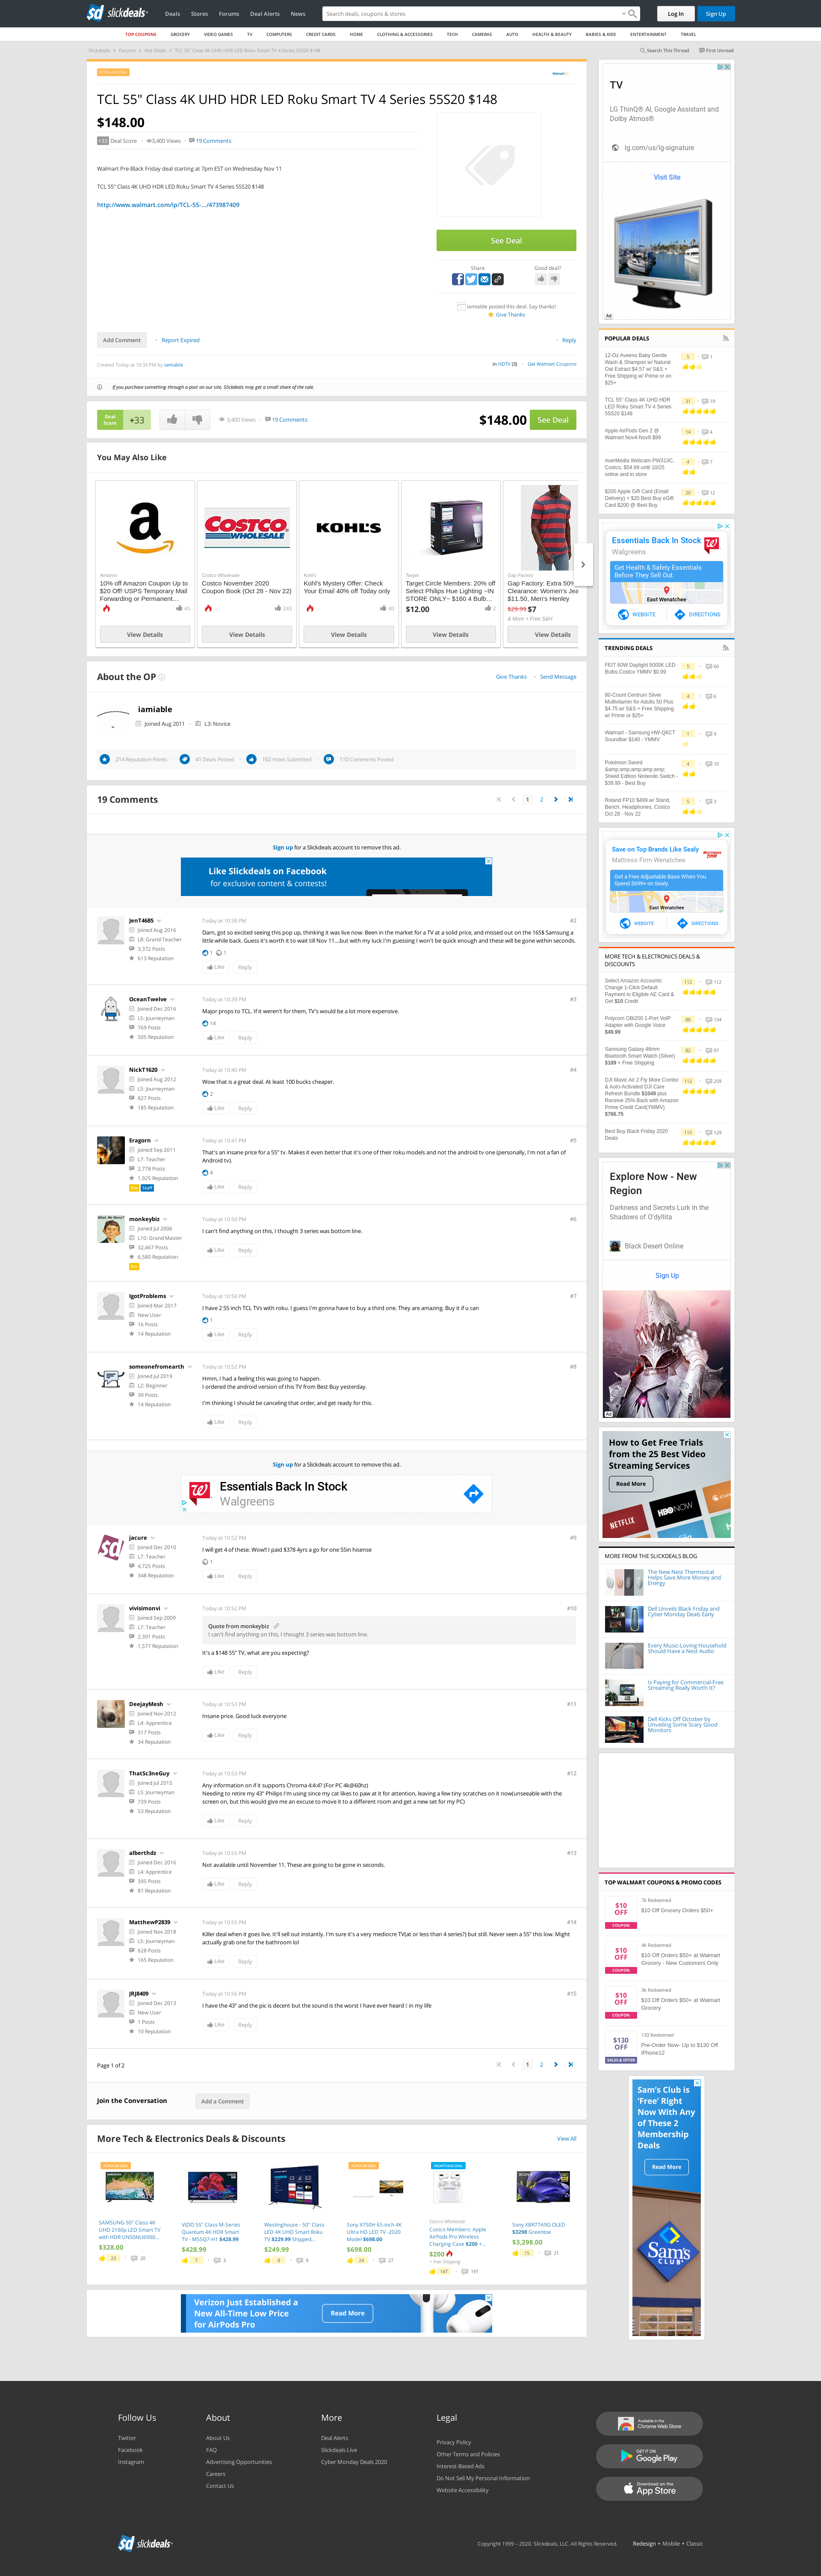 slickdeals
Deals Stores Forums Deal Alerts News
Search deals, coupons & stores
Log In Sign Up
TOP COUPONS GROCERY VIDEO GAMES TV COMPUTERS CREDIT CARDS HOME CLOTHING & ACCESSORIES TECH CAMERAS AUTO HEALTH & BEAUTY BABIES & KIDS ENTERTAINMENT TRAVEL
Slickdeals Forums Hot Deals TCL 55" Class 4K UHD HDR LED Roku Smart TV 4 Series 55S20 $148
Search This Thread First Unread
POPULAR DEAL
Walmart
TCL 55" Class 4K UHD HDR LED Roku Smart TV 4 Series 55S20 $148
$148.00
+33 Deal Score 3,400 Views 19 Comments
Walmart Pre-Black Friday deal starting at 7pm EST on Wednesday Nov 11
TCL 55" Class 4K UHD HDR LED Roku Smart TV 4 Series 55S20 $148
http://www.walmart.com/ip/TCL-55-.../473987409
See Deal
Share
Good deal?
iamiable posted this deal. Say thanks!
Give Thanks
Add Comment Report Expired Reply
Created Today at 10:33 PM by iamiable
in HDTV (3) Get Walmart Coupons
If you purchase something through a post on our site, Slickdeals may get a small share of the sale.
Deal Score +33 3,400 Views 19 Comments $148.00 See Deal
You May Also Like
amazon
Amazon
10% off Amazon Coupon Up to $20 Off! USPS Temporary Mail Forwarding or Permanent...
45
View Details
COSTCO WHOLESALE
Costco Wholesale
Costco November 2020 Coupon Book (Oct 28 - Nov 22)
243
View Details
KOHL'S
Kohl's
Kohl's Mystery Offer: Check Your Email 40% off Today only
40
View Details
Target
Target Circle Members: 20% off Select Philips Hue Lighting ~IN STORE ONLY~ $160 4 Bulb...
$12.00
2
View Details
Gap Factory
Gap Factory: Extra 50%
Clearance: Women's Jea
$11.50, Men's Henley
$29.99 $7
& More + Free S&H
View Details
About the OP
Give Thanks Send Message
iamiable
Joined Aug 2011 L3: Novice
214 Reputation Points 41 Deals Posted 102 Votes Submitted 110 Comments Posted
19 Comments
1 2
Sign up for a Slickdeals account to remove this ad.
Like Slickdeals on Facebook
for exclusive content & contests!
JenT4685
Joined Aug 2016
L8: Grand Teacher
3,372 Posts
613 Reputation
Today at 10:38 PM
#2
Darn, got so excited seeing this pop up, thinking it was live now. Been in the market for a TV at a solid price, and missed out on the 165$ Samsung a little while back. Guess it's worth it to wait til Nov 11....but with my luck I'm guessing I won't be quick enough and these will be gone within seconds.
1 1
Like Reply
OceanTwelve
Joined Dec 2016
L5: Journeyman
769 Posts
505 Reputation
Today at 10:39 PM
#3
Major props to TCL. If it weren't for them, TV's would be a lot more expensive.
14
Like Reply
NickT1620
Joined Aug 2012
L5: Journeyman
827 Posts
185 Reputation
Today at 10:40 PM
#4
Wow that is a great deal. At least 100 bucks cheaper.
2
Like Reply
Eragorn
Joined Sep 2011
L7: Teacher
2,778 Posts
1,925 Reputation
Pro Staff
Today at 10:41 PM
#5
That's an insane price for a 55" tv. Makes it even better that it's one of their roku models and not the android tv one (personally, I'm not a fan of Android tv).
4
Like Reply
monkeybiz
Joined Jul 2006
L10: Grand Master
32,467 Posts
6,580 Reputation
Pro
Today at 10:50 PM
#6
I can't find anything on this, I thought 3 series was bottom line.
Like Reply
IgotProblems
Joined Mar 2017
New User
16 Posts
14 Reputation
Today at 10:50 PM
#7
I have 2 55 inch TCL TVs with roku. I guess I'm gonna have to buy a third one. They are amazing. Buy it if u can
1
Like Reply
someonefromearth
Joined Jul 2019
L2: Beginner
39 Posts
14 Reputation
Today at 10:52 PM
#8
Hmm, I had a feeling this was going to happen.
I ordered the android version of this TV from Best Buy yesterday.
I'm thinking I should be canceling that order, and get ready for this.
Like Reply
Sign up for a Slickdeals account to remove this ad.
Essentials Back In Stock
Walgreens
jacure
Joined Dec 2010
L7: Teacher
4,725 Posts
348 Reputation
Today at 10:52 PM
#9
I will get 4 of these. Wow!! I paid $378 4yrs a go for one 55in hisense
1
Like Reply
vivisimonvi
Joined Sep 2009
L7: Teacher
2,391 Posts
1,577 Reputation
Today at 10:52 PM
#10
Quote from monkeybiz
I can't find anything on this, I thought 3 series was bottom line.
It's a $148 55" TV, what are you expecting?
Like Reply
DeejayMesh
Joined Nov 2012
L4: Apprentice
317 Posts
34 Reputation
Today at 10:53 PM
#11
Insane price. Good luck everyone
Like Reply
ThatSc3neGuy
Joined Jul 2015
L5: Journeyman
739 Posts
53 Reputation
Today at 10:53 PM
#12
Any information on if it supports Chroma 4:4:4? (For PC 4k@60hz)
Needing to retire my 43" Philips I'm using since my cat likes to paw at it for attention, leaving a few tiny scratches on it now(unseeable with the screen on, but this would give me an excuse to move it to a different room and get a new set for my PC)
Like Reply
alberthdz
Joined Dec 2016
L4: Apprentice
395 Posts
81 Reputation
Today at 10:55 PM
#13
Not available until November 11. These are going to be gone in seconds.
Like Reply
MatthewP2839
Joined Nov 2018
L5: Journeyman
628 Posts
165 Reputation
Today at 10:55 PM
#14
Killer deal when it goes live. It'll sell out instantly. I'm sure it's a very mediocre TV(at or less than 4 series?) but still. Never seen a 55" this low. Might actually grab one for the bathroom lol
Like Reply
JRJ8409
Joined Dec 2013
New User
1 Posts
10 Reputation
Today at 10:56 PM
#15
I have the 43" and the pic is decent but the sound is the worst I have ever heard ( in my life
Like Reply
Page 1 of 2
1 2
Join the Conversation Add a Comment
More Tech & Electronics Deals & Discounts
View All
POPULAR DEAL
SAMSUNG 50" Class 4K UHD 2160p LED Smart TV with HDR UN50NU6900...
$328.00
23 20
VIZIO 55" Class M-Series Quantum 4K HDR Smart TV - M55Q7-H1 $428.99
$428.99
7 3
Westinghouse - 50" Class LED 4K UHD Smart Roku TV $229.99 Shipped...
$249.99
8 9
POPULAR DEAL
Sony X750H 65-inch 4K Ultra HD LED TV -2020 Model $698.00
$698.00
26 27
FRONTPAGE DEAL
Costco Wholesale
Costco Members: Apple AirPods Pro Wireless Charging Case $200 +...
$200
+ Free Shipping
147 191
SONY
Sony XBR77A9G OLED $3298 Greentoe
$3,298.00
15 21
Verizon Just Established a New All-Time Low Price for AirPods Pro
Read More
TV
LG ThinQ® AI, Google Assistant and Dolby Atmos®
lg.com/us/lg-signature
Visit Site
Ad
POPULAR DEALS
12-Oz Aveeno Baby Gentle Wash & Shampoo w/ Natural Oat Extract $4.57 w/ S&S + Free Shipping w/ Prime or on $25+
5 1
TCL 55" Class 4K UHD HDR LED Roku Smart TV 4 Series 55S20 $148
31 19
Apple AirPods Gen 2 @ Walmart Nov4-Nov8 $99
14 4
AverMedia Webcam PW313C, Costco, $54.99 until 10/25 online and in store
4 7
$200 Apple Gift Card (Email Delivery) + $20 Best Buy eGift Card $200 @ Best Buy
20 12
Essentials Back In Stock
Walgreens
Get Health & Safety Essentials Before They Sell Out.
East Wenatchee
WEBSITE DIRECTIONS
TRENDING DEALS
FEIT 60W Daylight 5000K LED Bulbs Costco YMMV $0.99
5 60
80-Count Centrum Silver Multivitamin for Adults 50 Plus $4.75 w/ S&S + Free Shipping w/ Prime or $25+
4 6
Walmart - Samsung HW-Q6CT Soundbar $140 - YMMV
1 9
Pokémon Sword &amp;amp;amp;amp;amp; Shield Edition Nintendo Switch - $39.99 - Best Buy
4 10
Roland FP10 $499 w/ Stand, Bench, Headphones, Costco Oct 28 - Nov 22
5 3
Save on Top Brands Like Sealy
Mattress Firm Wenatchee
Get a Free Adjustable Base When You Spend $699+ on Sealy.
East Wenatchee
WEBSITE DIRECTIONS
MORE TECH & ELECTRONICS DEALS & DISCOUNTS
Select Amazon Accounts: Change 1-Click Default Payment to Eligible AE Card & Get $10 Credit
112 112
Polycom OBi200 1-Port VoIP Adapter with Google Voice $49.99
88 134
Samsung Galaxy 46mm Bluetooth Smart Watch (Silver) $189 + Free Shipping
82 97
DJI Mavic Air 2 Fly More Combo & Auto-Activated DJI Care Refresh Bundle $1049 plus Receive 25% Back with Amazon Prime Credit Card(YMMV) $786.75
112 259
Best Buy Black Friday 2020 Deals
115 129
Explore Now - New Region
Darkness and Secrets Lurk in the Shadows of O'dyllita
Black Desert Online
Sign Up
Ad
How to Get Free Trials from the 25 Best Video Streaming Services
Read More
NETFLIX HBO NOW
MORE FROM THE SLICKDEALS BLOG
The New Nest Thermostat Helps Save More Money and Energy
Dell Unveils Black Friday and Cyber Monday Deals Early
Every Music-Loving Household Should Have a Nest Audio
Is Paying for Commercial-Free Streaming Really Worth It?
Dell Kicks Off October by Unveiling Some Scary Good Monitors
TOP WALMART COUPONS & PROMO CODES
$10 OFF COUPON
7k Redeemed
$10 Off Grocery Orders $50+
$10 OFF COUPON
4k Redeemed
$10 Off Orders $50+ at Walmart Grocery - New Customers Only
$10 OFF COUPON
3k Redeemed
$10 Off Orders $50+ at Walmart Grocery
$130 OFF SALES & OFFER
133 Redeemed
Pre-Order Now- Up to $130 Off iPhone12
Sam's Club is 'Free' Right Now With Any of These 2 Membership Deals
Read More
Sam's
Follow Us
Twitter
Facebook
Instagram
About
About Us
FAQ
Advertising Opportunities
Careers
Contact Us
More
Deal Alerts
Slickdeals Live
Cyber Monday Deals 2020
Legal
Privacy Policy
Other Terms and Policies
Interest-Based Ads
Do Not Sell My Personal Information
Website Accessibility
Available in the Chrome Web Store
GET IT ON Google Play
Download on the App Store
slickdeals
Copyright 1999 - 2020. Slickdeals, LLC. All Rights Reserved. Redesign • Mobile • Classic